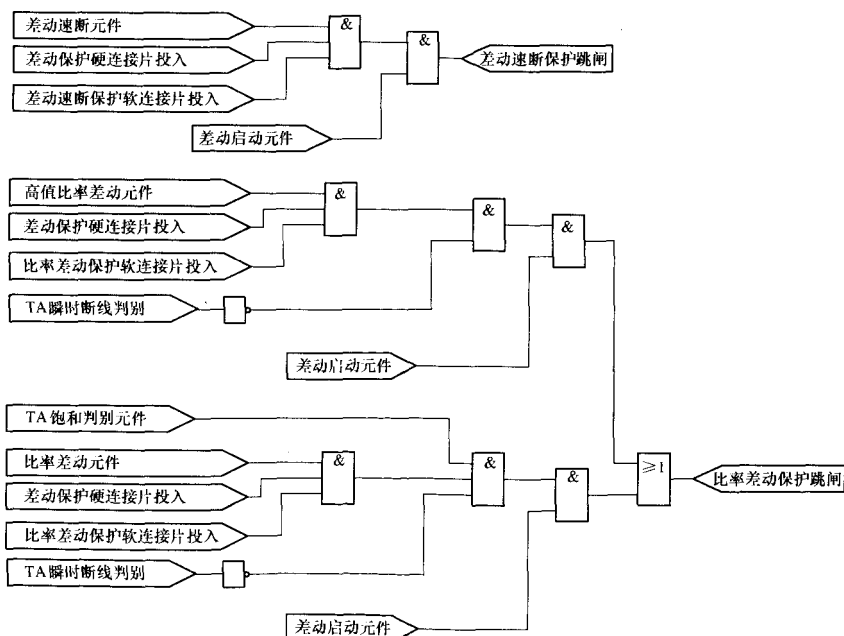 差动速断元件
&
&
差动保护硬连接片投入
差动速断保护跳闸
差动速断保护软连接片投入
差动启动元件
高值比率差动元件
&
&
差动保护硬连接片投入
&
比率差动保护软连接片投入
TA瞬时断线判别
差动启动元件
TA饱和判别元件
比率差动元件
&
&
≥1
差动保护硬连接片投入
&
比率差动保护跳闸
比率差动保护软连接片投入
TA瞬时断线判别
差动启动元件